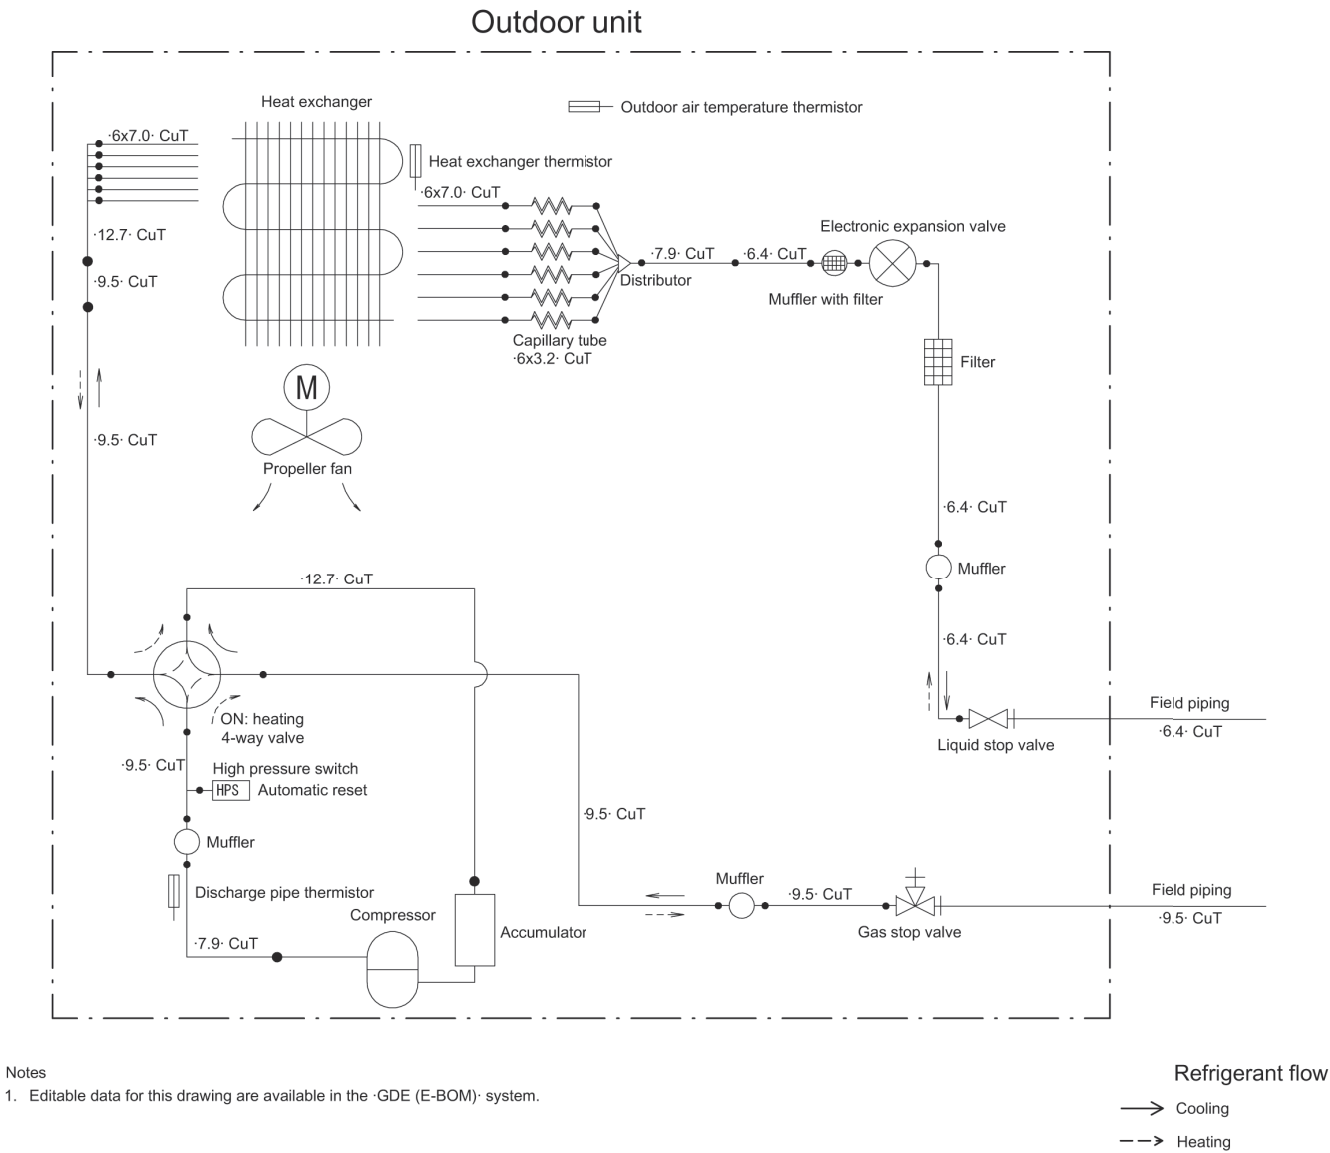 Outdoor unit
Heat exchanger
Outdoor air temperature thermistor
·6x7.0· CuT
Heat exchanger thermistor
·6x7.0· CuT
·12.7· CuT
Electronic expansion valve
·7.9· CuT
·6.4· CuT
·9.5· CuT
Distributor
Muffler with filter
Capillary tube
·6x3.2· CuT
Filter
M
·9.5· CuT
Propeller fan
·6.4· CuT
Muffler
·12.7· CuT
·6.4· CuT
Field piping
·6.4· CuT
ON: heating
4-way valve
Liquid stop valve
·9.5· CuT
High pressure switch
HPS
Automatic reset
·9.5· CuT
Muffler
Muffler
·9.5· CuT
Field piping
·9.5· CuT
Discharge pipe thermistor
Compressor
Accumulator
Gas stop valve
·7.9· CuT
Notes
1. Editable data for this drawing are available in the ·GDE (E-BOM)· system.
Refrigerant flow
Cooling
Heating